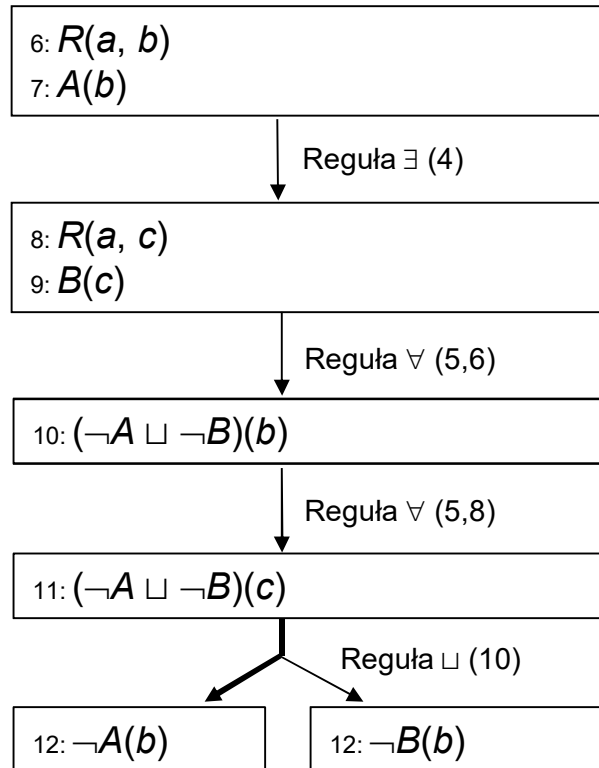 6: R(a, b)
7: A(b)
Reguła ∃ (4)
8: R(a, c)
9: B(c)
Reguła ∀ (5,6)
10: (¬A ⊔ ¬B)(b)
Reguła ∀ (5,8)
11: (¬A ⊔ ¬B)(c)
Reguła ⊔ (10)
12: ¬A(b)
12: ¬B(b)